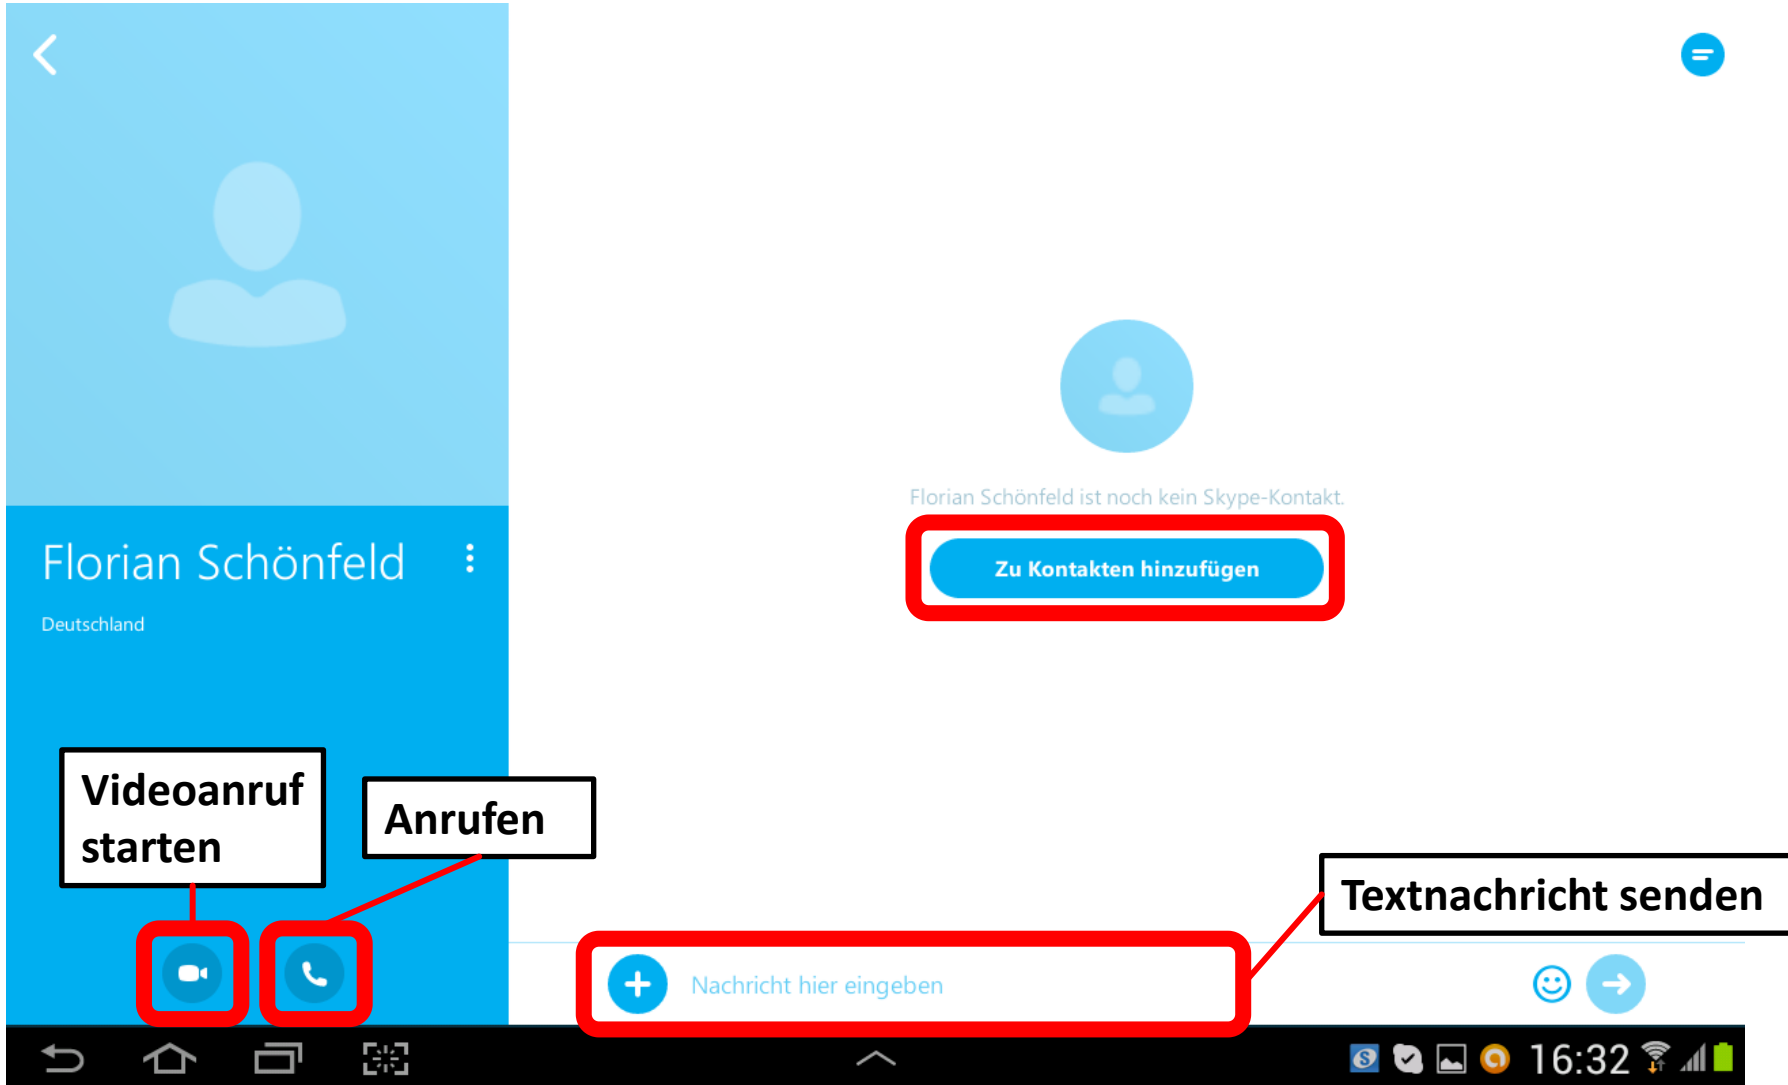 Florian Schönfeld ist noch kein Skype-Kontakt.
Zu Kontakten hinzufügen
Florian Schönfeld
Deutschland
Videoanruf
starten
Anrufen
Textnachricht senden
Nachricht hier eingeben
16:32